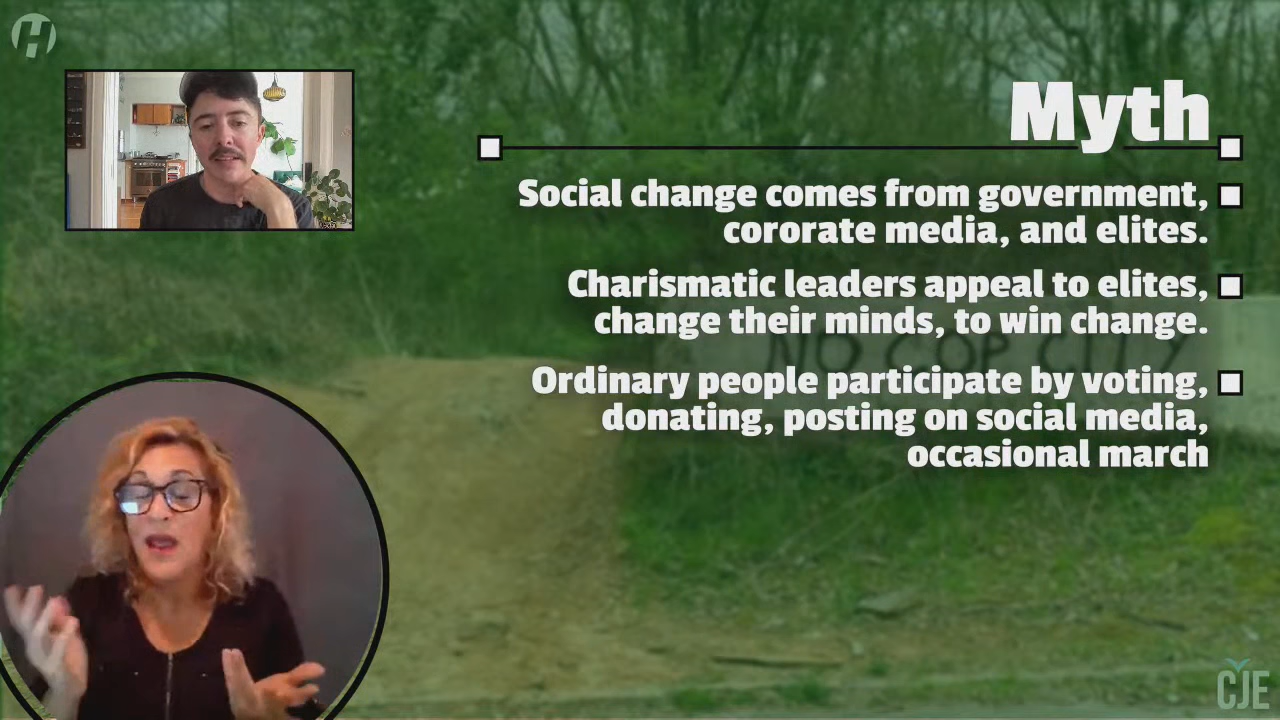 H
Myth
Social change comes from government,
cororate media, and elites.
Charismatic leaders appeal to elites,
change their minds, to win change.
NO COP CITY
Ordinary people participate by voting,
donating, posting on social media,
occasional march
CJE